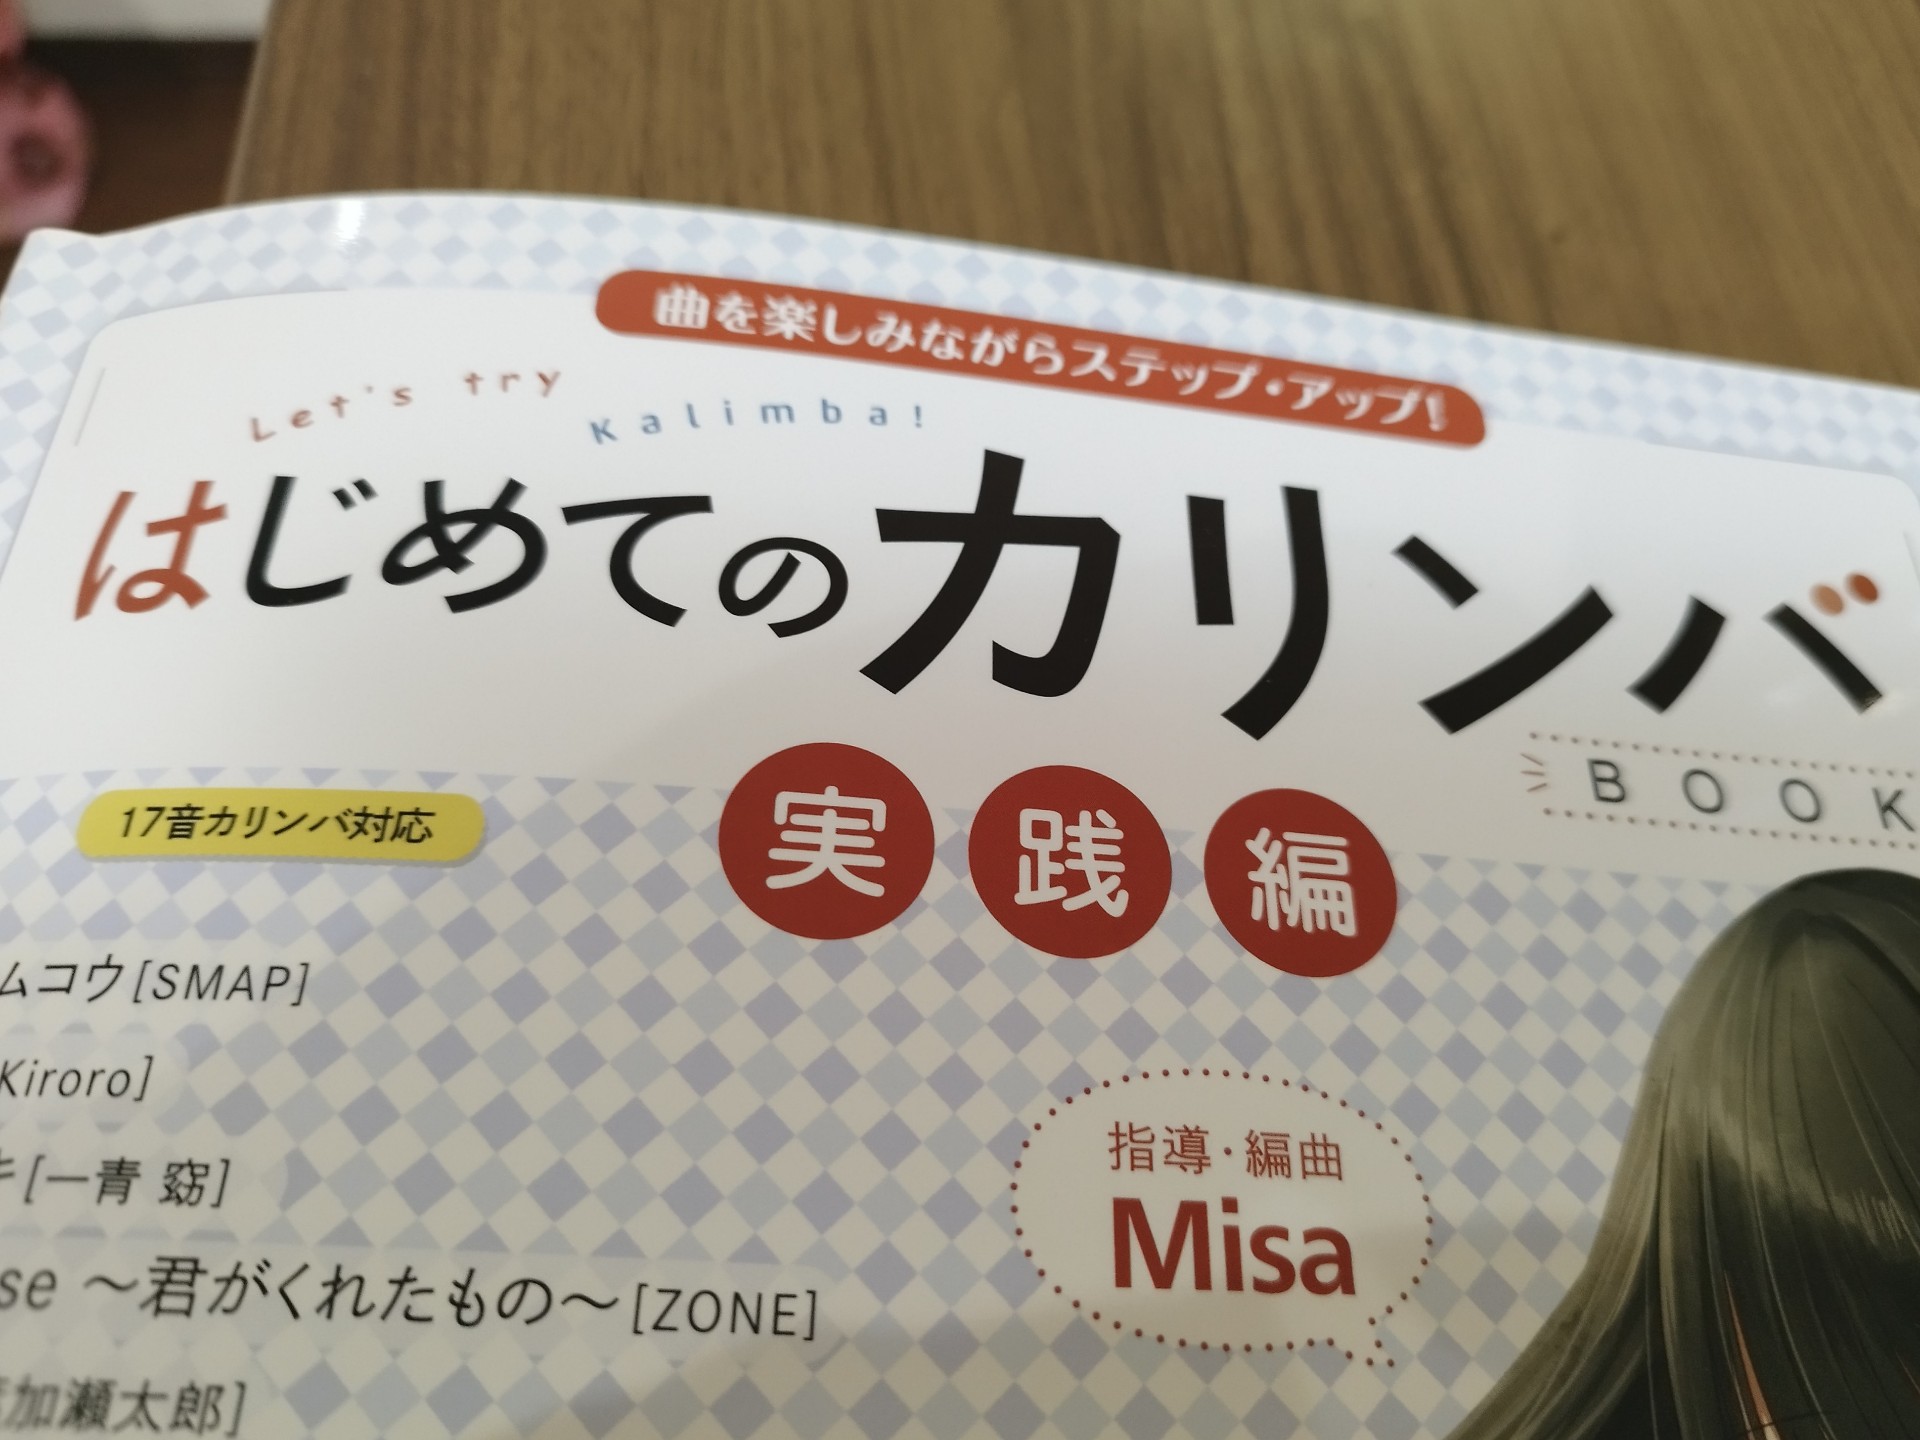 曲を楽しみながらステップ・アップ!
Let's try
Kalimba!
はじめてのカリンバ
BOOK
実践編
17音カリンバ対応
ムコウ[SMAP]
Kiroro]
[一青 窈]
se 〜君がくれたもの〜[ZONE]
加瀬太郎]
指導・編曲
Misa